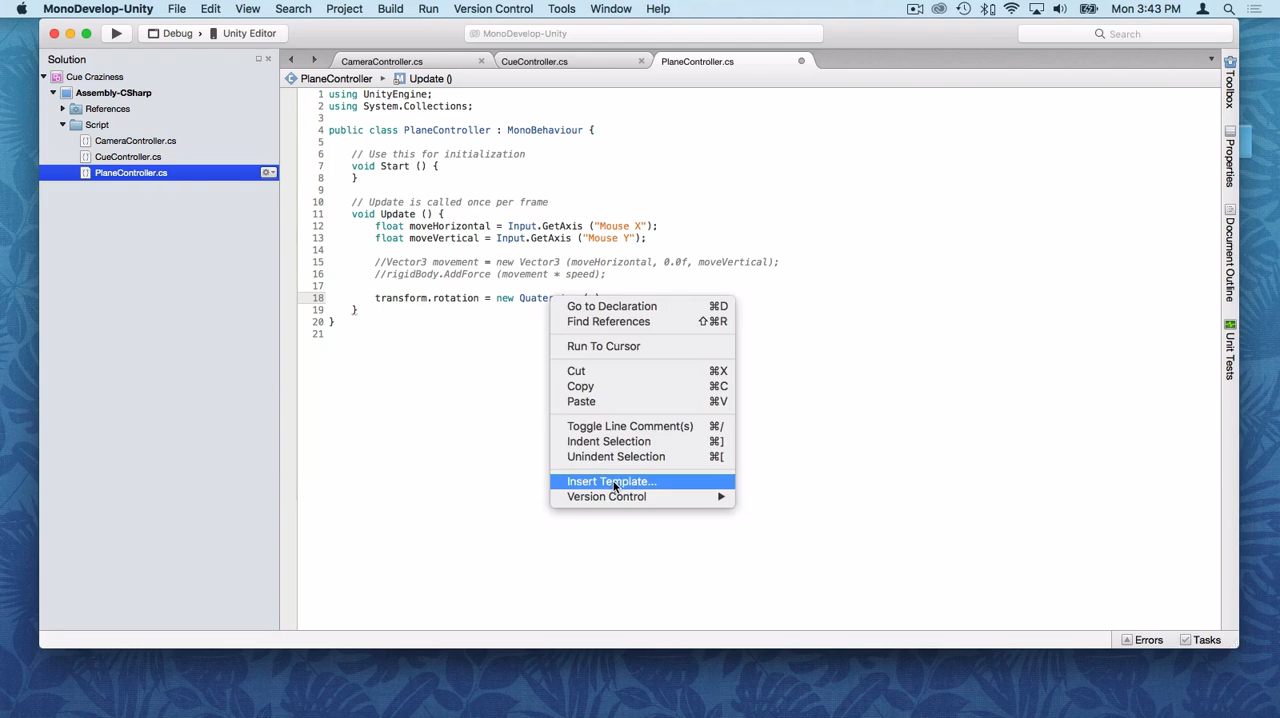 MonoDevelop-Unity File Edit View Search Project Build Run Version Control Tools Window Help Mon 3:43 PM
Debug Unity Editor MonoDevelop-Unity Search
Solution
Cue Craziness
Assembly-CSharp
References
Script
CameraController.cs
CueController.cs
PlaneController.cs
CameraController.cs CueController.cs PlaneController.cs
PlaneController Update ()
1 using UnityEngine;
2 using System.Collections;
3
4 public class PlaneController : MonoBehaviour {
5
6 // Use this for initialization
7 void Start () {
8 }
9
10 // Update is called once per frame
11 void Update () {
12 float moveHorizontal = Input.GetAxis ("Mouse X");
13 float moveVertical = Input.GetAxis ("Mouse Y");
14
15 //Vector3 movement = new Vector3 (moveHorizontal, 0.0f, moveVertical);
16 //rigidBody.AddForce (movement * speed);
17
18 transform.rotation = new
19 }
20 }
21
Go to Declaration ⌘D
Find References ⇧⌘R
Run To Cursor
Cut ⌘X
Copy ⌘C
Paste ⌘V
Toggle Line Comment(s) ⌘/
Indent Selection ⌘]
Unindent Selection ⌘[
Insert Template...
Version Control
Toolbox
Properties
Document Outline
Unit Tests
Errors Tasks